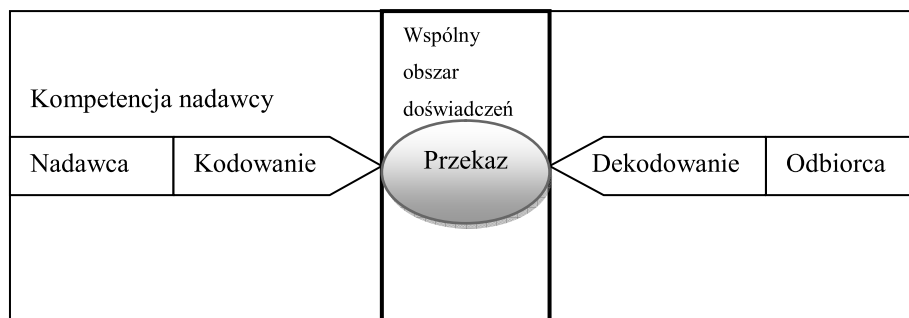 Wspólny
obszar
doświadczeń
Kompetencja nadawcy
Nadawca
Kodowanie
Przekaz
Dekodowanie
Odbiorca